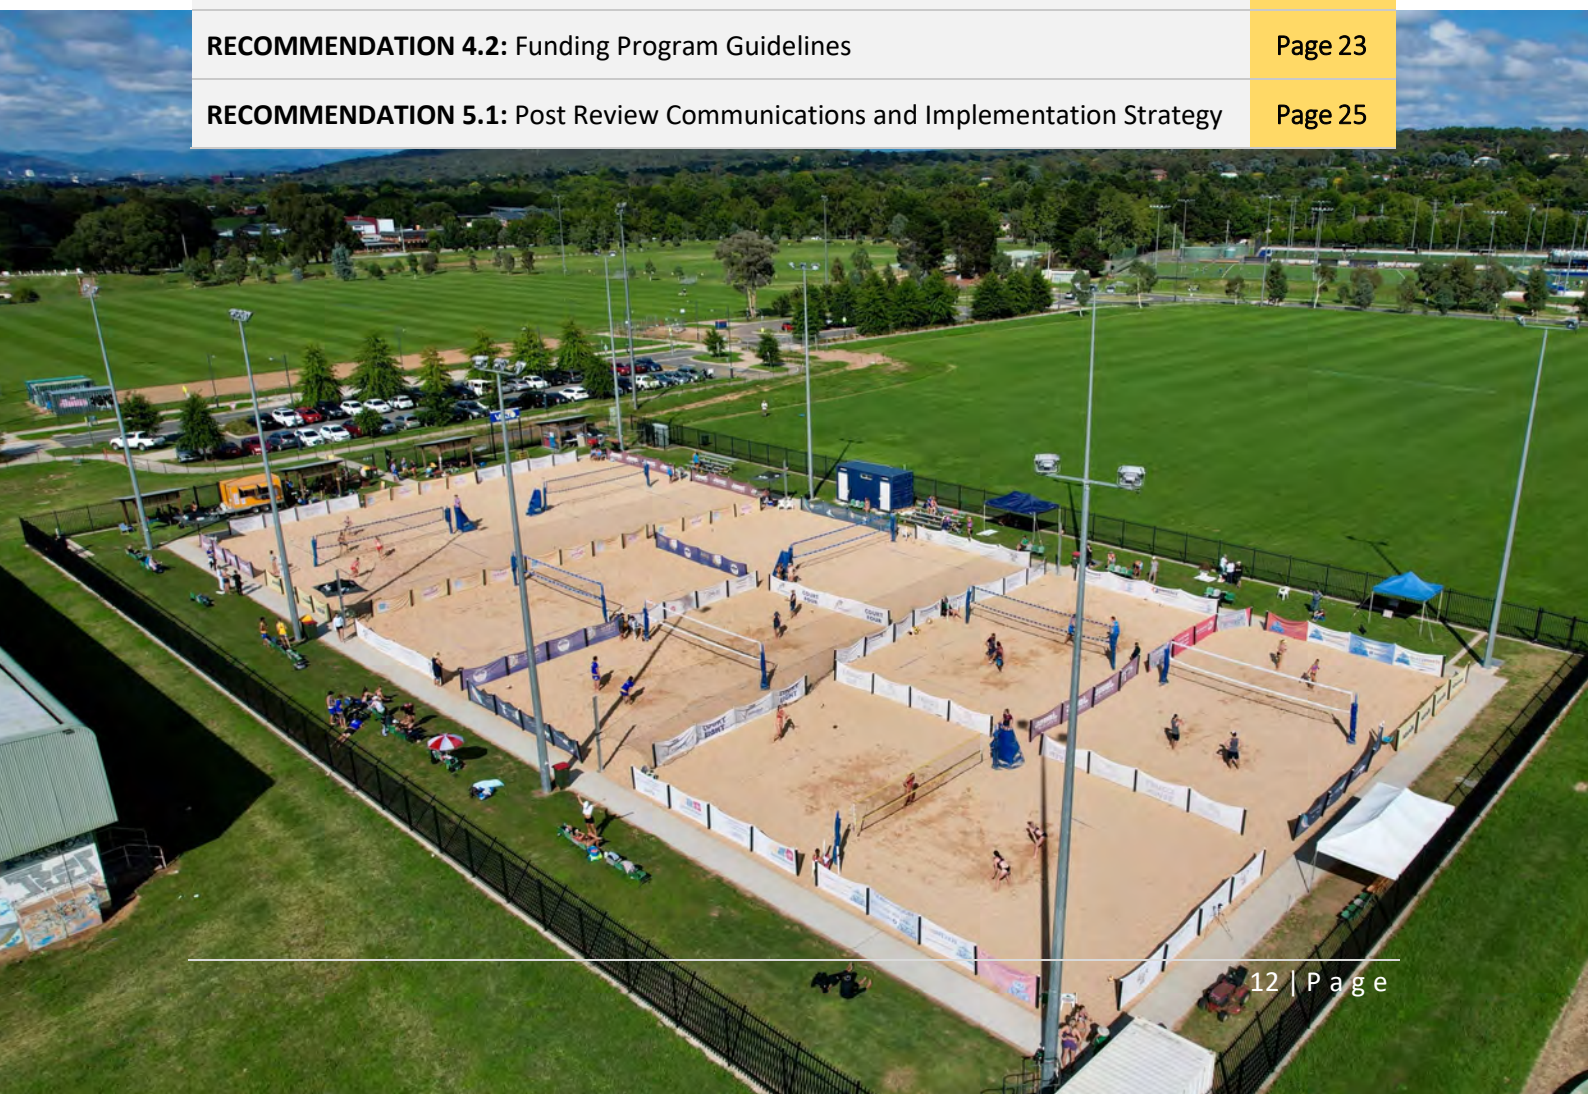 RECOMMENDATION 4.2: Funding Program Guidelines Page 23
RECOMMENDATION 5.1: Post Review Communications and Implementation Strategy Page 25
12 | P a g e